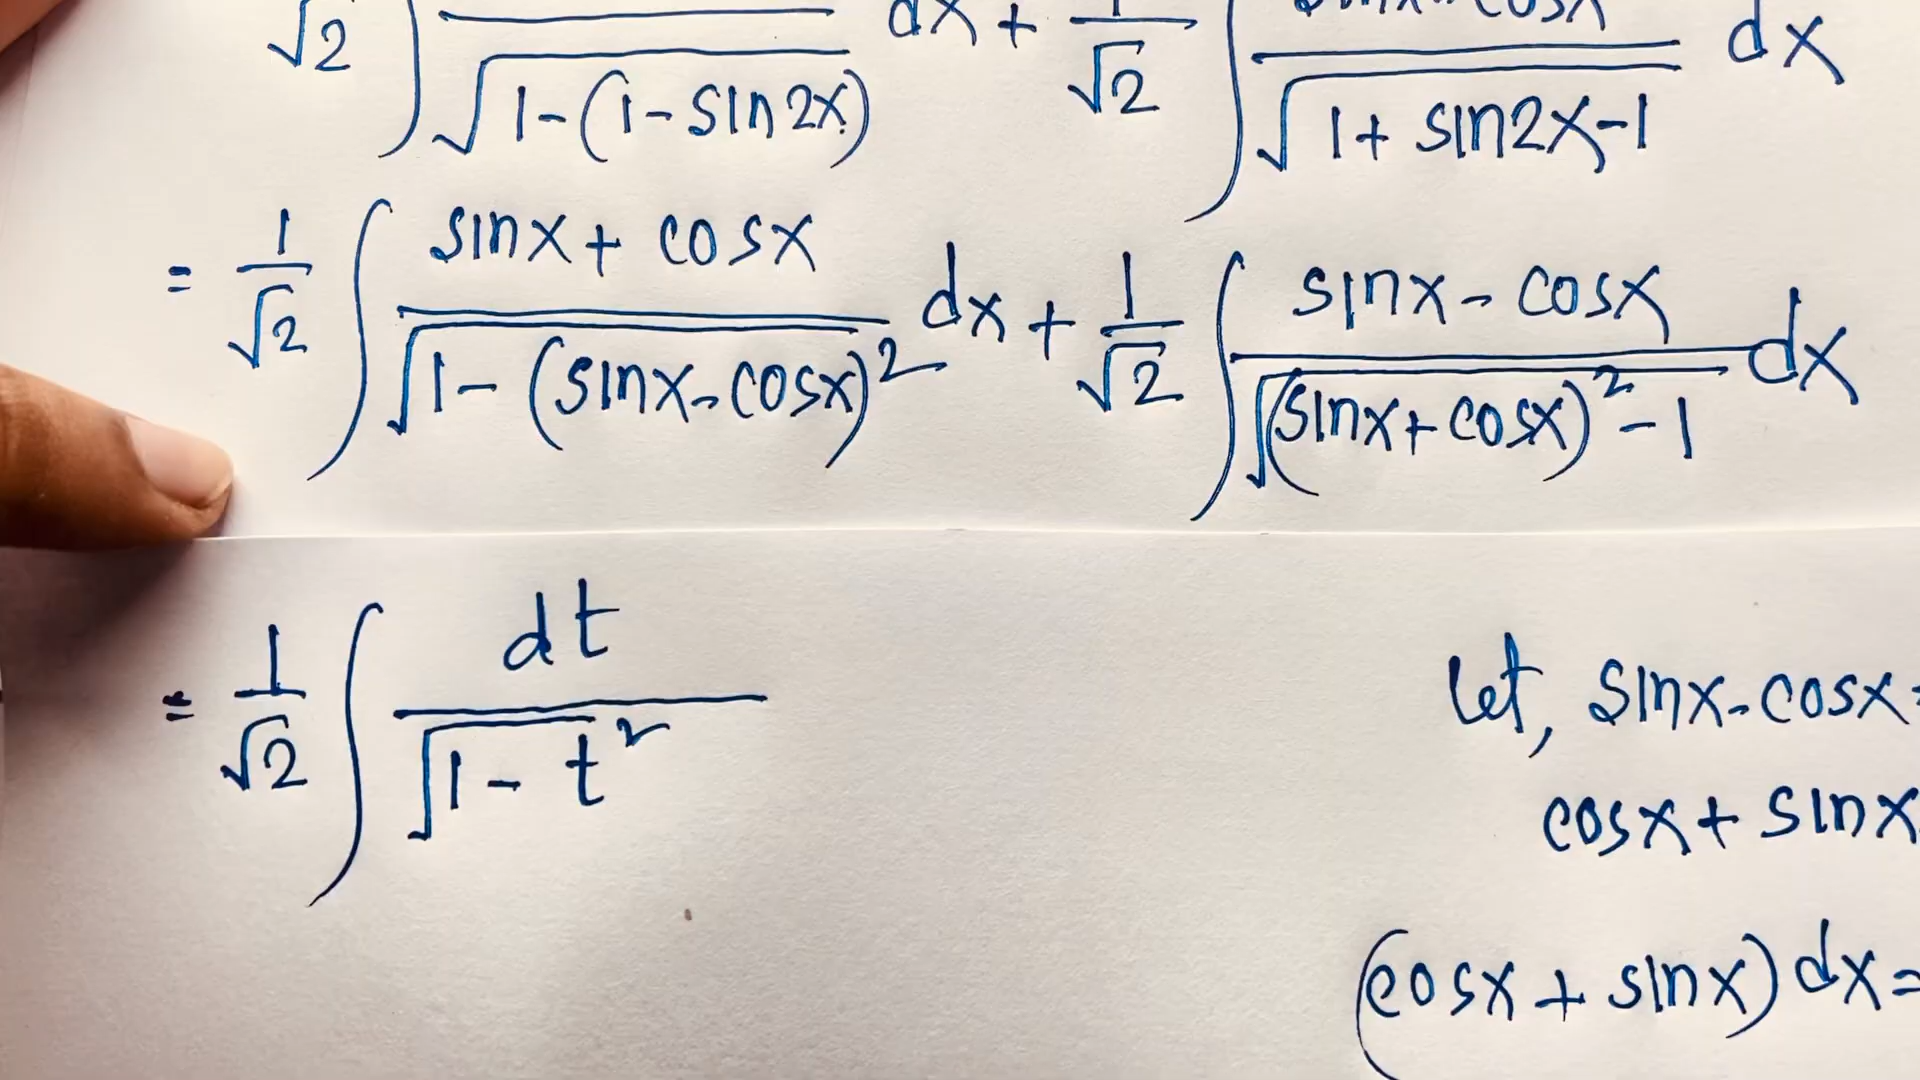 √2 ∫ ———— / √1-(1-sin2x) dx + 1/√2 ∫ sinx - cosx / √1+ sin2x-1 dx
= 1/√2 ∫ sinx + cosx / √1-(sinx-cosx)² dx + 1/√2 ∫ sinx - cosx / √(sinx+cosx)²-1 dx
= 1/√2 ∫ dt / √1-t²
let, sinx-cosx=
cosx + sinx
(cosx + sinx) dx=